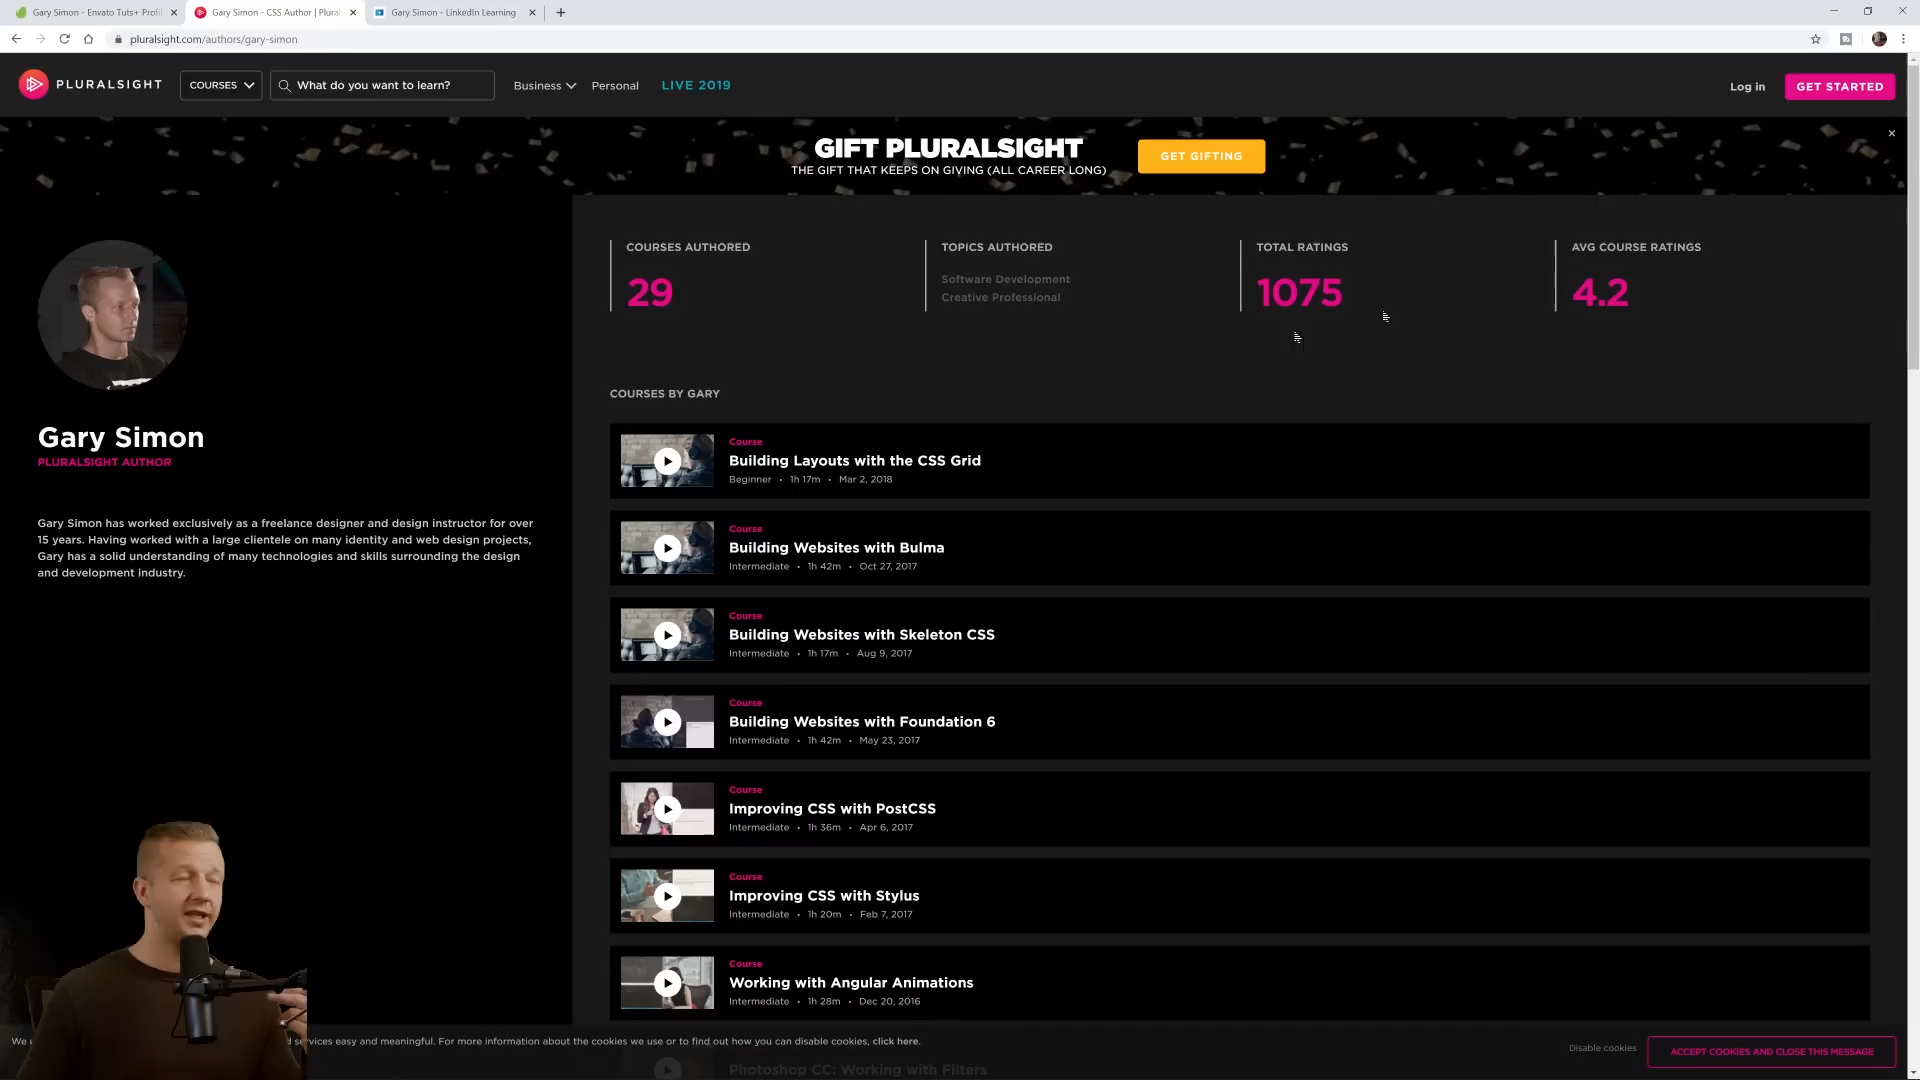 Gary Simon - Envato Tuts+ Profil
Gary Simon - CSS Author | Plural
Gary Simon - LinkedIn Learning
pluralsight.com/authors/gary-simon
PLURALSIGHT
COURSES
What do you want to learn?
Business
Personal
LIVE 2019
Log in
GET STARTED
GIFT PLURALSIGHT
THE GIFT THAT KEEPS ON GIVING (ALL CAREER LONG)
GET GIFTING
Gary Simon
PLURALSIGHT AUTHOR
Gary Simon has worked exclusively as a freelance designer and design instructor for over
15 years. Having worked with a large clientele on many identity and web design projects,
Gary has a solid understanding of many technologies and skills surrounding the design
and development industry.
COURSES AUTHORED
29
TOPICS AUTHORED
Software Development
Creative Professional
TOTAL RATINGS
1075
AVG COURSE RATINGS
4.2
COURSES BY GARY
Course
Building Layouts with the CSS Grid
Beginner • 1h 17m • Mar 2, 2018
Course
Building Websites with Bulma
Intermediate • 1h 42m • Oct 27, 2017
Course
Building Websites with Skeleton CSS
Intermediate • 1h 17m • Aug 9, 2017
Course
Building Websites with Foundation 6
Intermediate • 1h 42m • May 23, 2017
Course
Improving CSS with PostCSS
Intermediate • 1h 36m • Apr 6, 2017
Course
Improving CSS with Stylus
Intermediate • 1h 20m • Feb 7, 2017
Course
Working with Angular Animations
Intermediate • 1h 28m • Dec 20, 2016
We
services easy and meaningful. For more information about the cookies we use or to find out how you can disable cookies, click here.
Disable cookies
ACCEPT COOKIES AND CLOSE THIS MESSAGE
Photoshop CC: Working with Filters